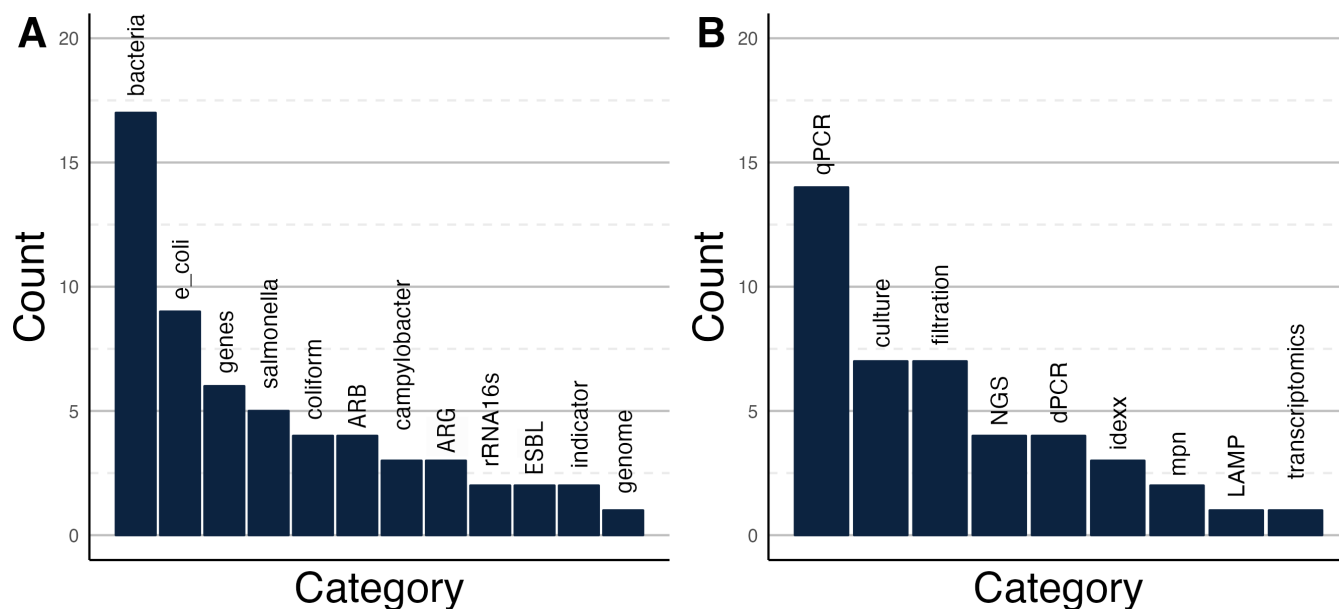 A
20
15
10
5
0
Count
bacteria
e_coli
genes
salmonella
coliform
ARB
campylobacter
ARG
rRNA16s
ESBL
indicator
genome
Category
B
20
15
10
5
0
Count
qPCR
culture
filtration
NGS
dPCR
idexx
mpn
LAMP
transcriptomics
Category